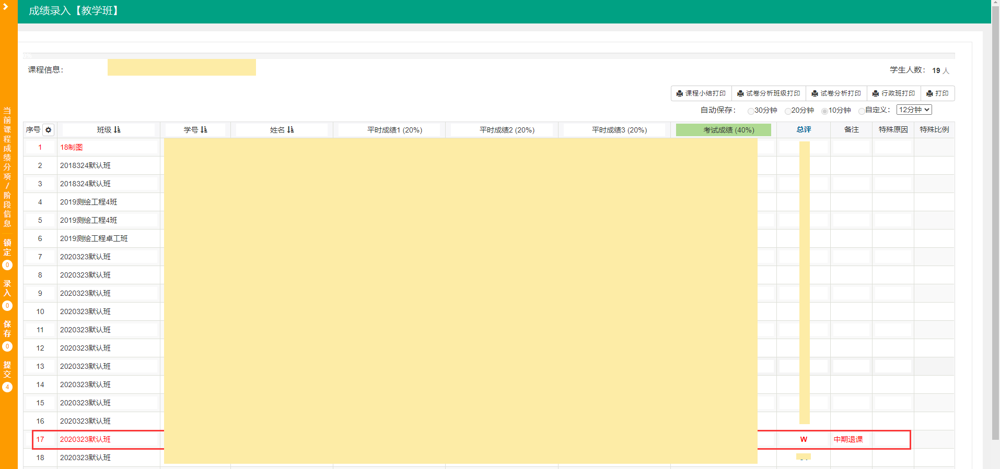 成绩录入【教学班】
课程信息：
学生人数： 19 人
课程小结打印 试卷分析班级打印 试卷分析打印 行政班打印 打印
自动保存： 30分钟 20分钟 10分钟 自定义： 12分钟
序号 班级 学号 姓名 平时成绩1 (20%) 平时成绩2 (20%) 平时成绩3 (20%) 考试成绩 (40%) 总评 备注 特殊原因 特殊比例
1 18制图
2 2018324默认班
3 2018324默认班
4 2019测绘工程4班
5 2019测绘工程4班
6 2019测绘工程卓工班
7 2020323默认班
8 2020323默认班
9 2020323默认班
10 2020323默认班
11 2020323默认班
12 2020323默认班
13 2020323默认班
14 2020323默认班
15 2020323默认班
16 2020323默认班
17 2020323默认班 W 中期退课
18 2020323默认班
当前课程成绩分项/阶段信息
锁定
0
录入
0
保存
0
提交
4